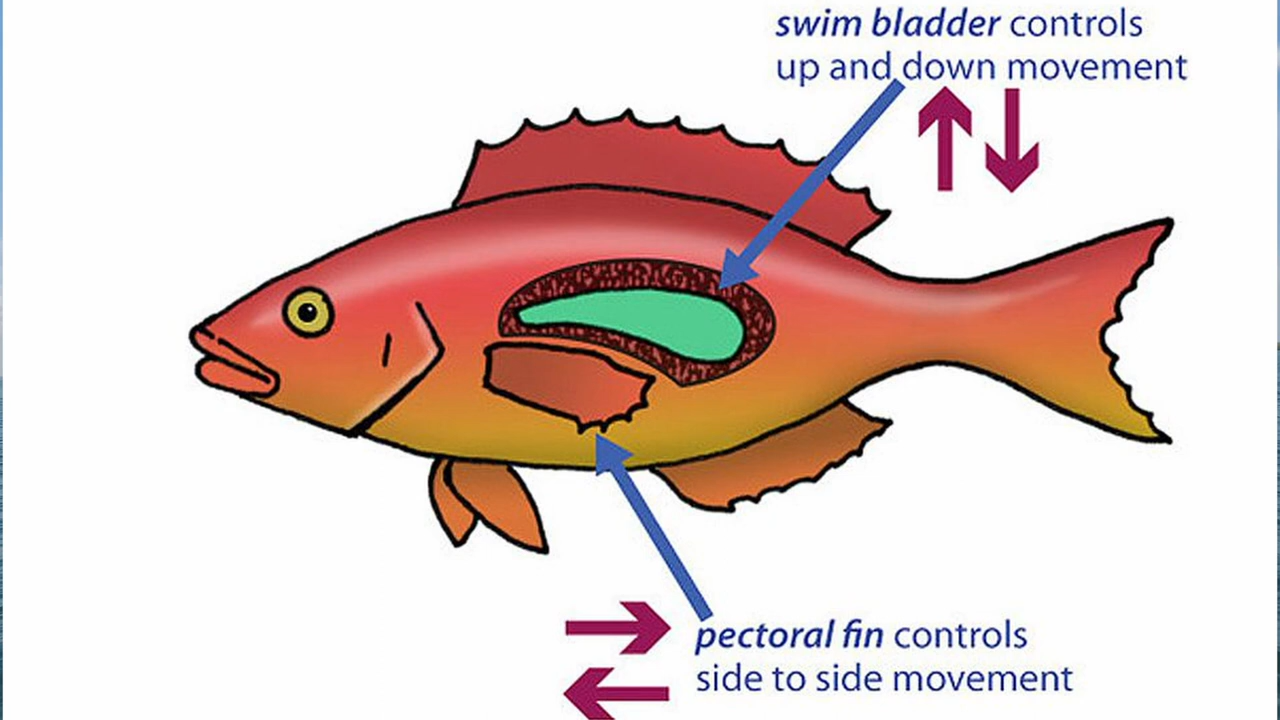 swim bladder controls
up and down movement
pectoral fin controls
side to side movement